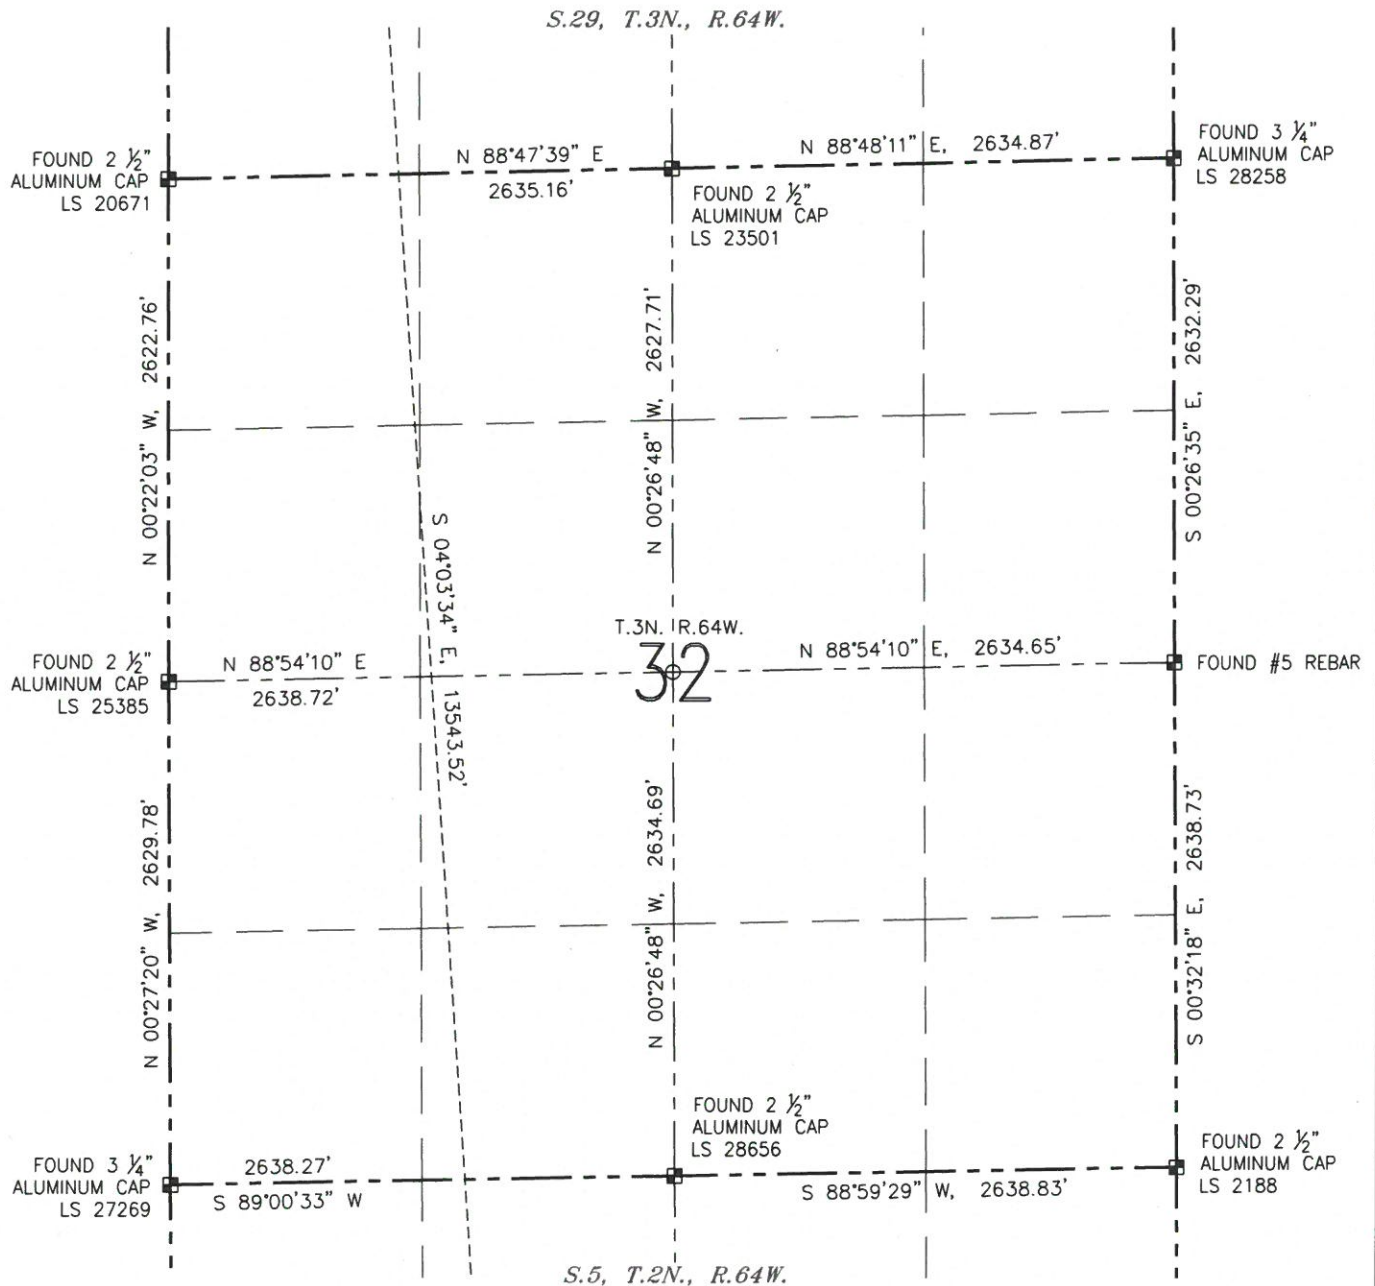 S.29, T.3N., R.64W.
FOUND 2 ½"
ALUMINUM CAP
LS 20671
N 88°47'39" E
2635.16'
N 88°48'11" E, 2634.87'
FOUND 3 ¼"
ALUMINUM CAP
LS 28258
FOUND 2 ½"
ALUMINUM CAP
LS 23501
N 00°22'03" W, 2622.76'
N 00°26'48" W, 2627.71'
S 00°26'35" E, 2632.29'
S 04°03'34" E, 13543.52'
T.3N. R.64W.
32
FOUND 2 ½"
ALUMINUM CAP
LS 25385
N 88°54'10" E
2638.72'
N 88°54'10" E, 2634.65'
FOUND #5 REBAR
N 00°27'20" W, 2629.78'
N 00°26'48" W, 2634.69'
S 00°32'18" E, 2638.73'
FOUND 2 ½"
ALUMINUM CAP
LS 28656
FOUND 3 ¼"
ALUMINUM CAP
LS 27269
2638.27'
S 89°00'33" W
S 88°59'29" W, 2638.83'
FOUND 2 ½"
ALUMINUM CAP
LS 2188
S.5, T.2N., R.64W.